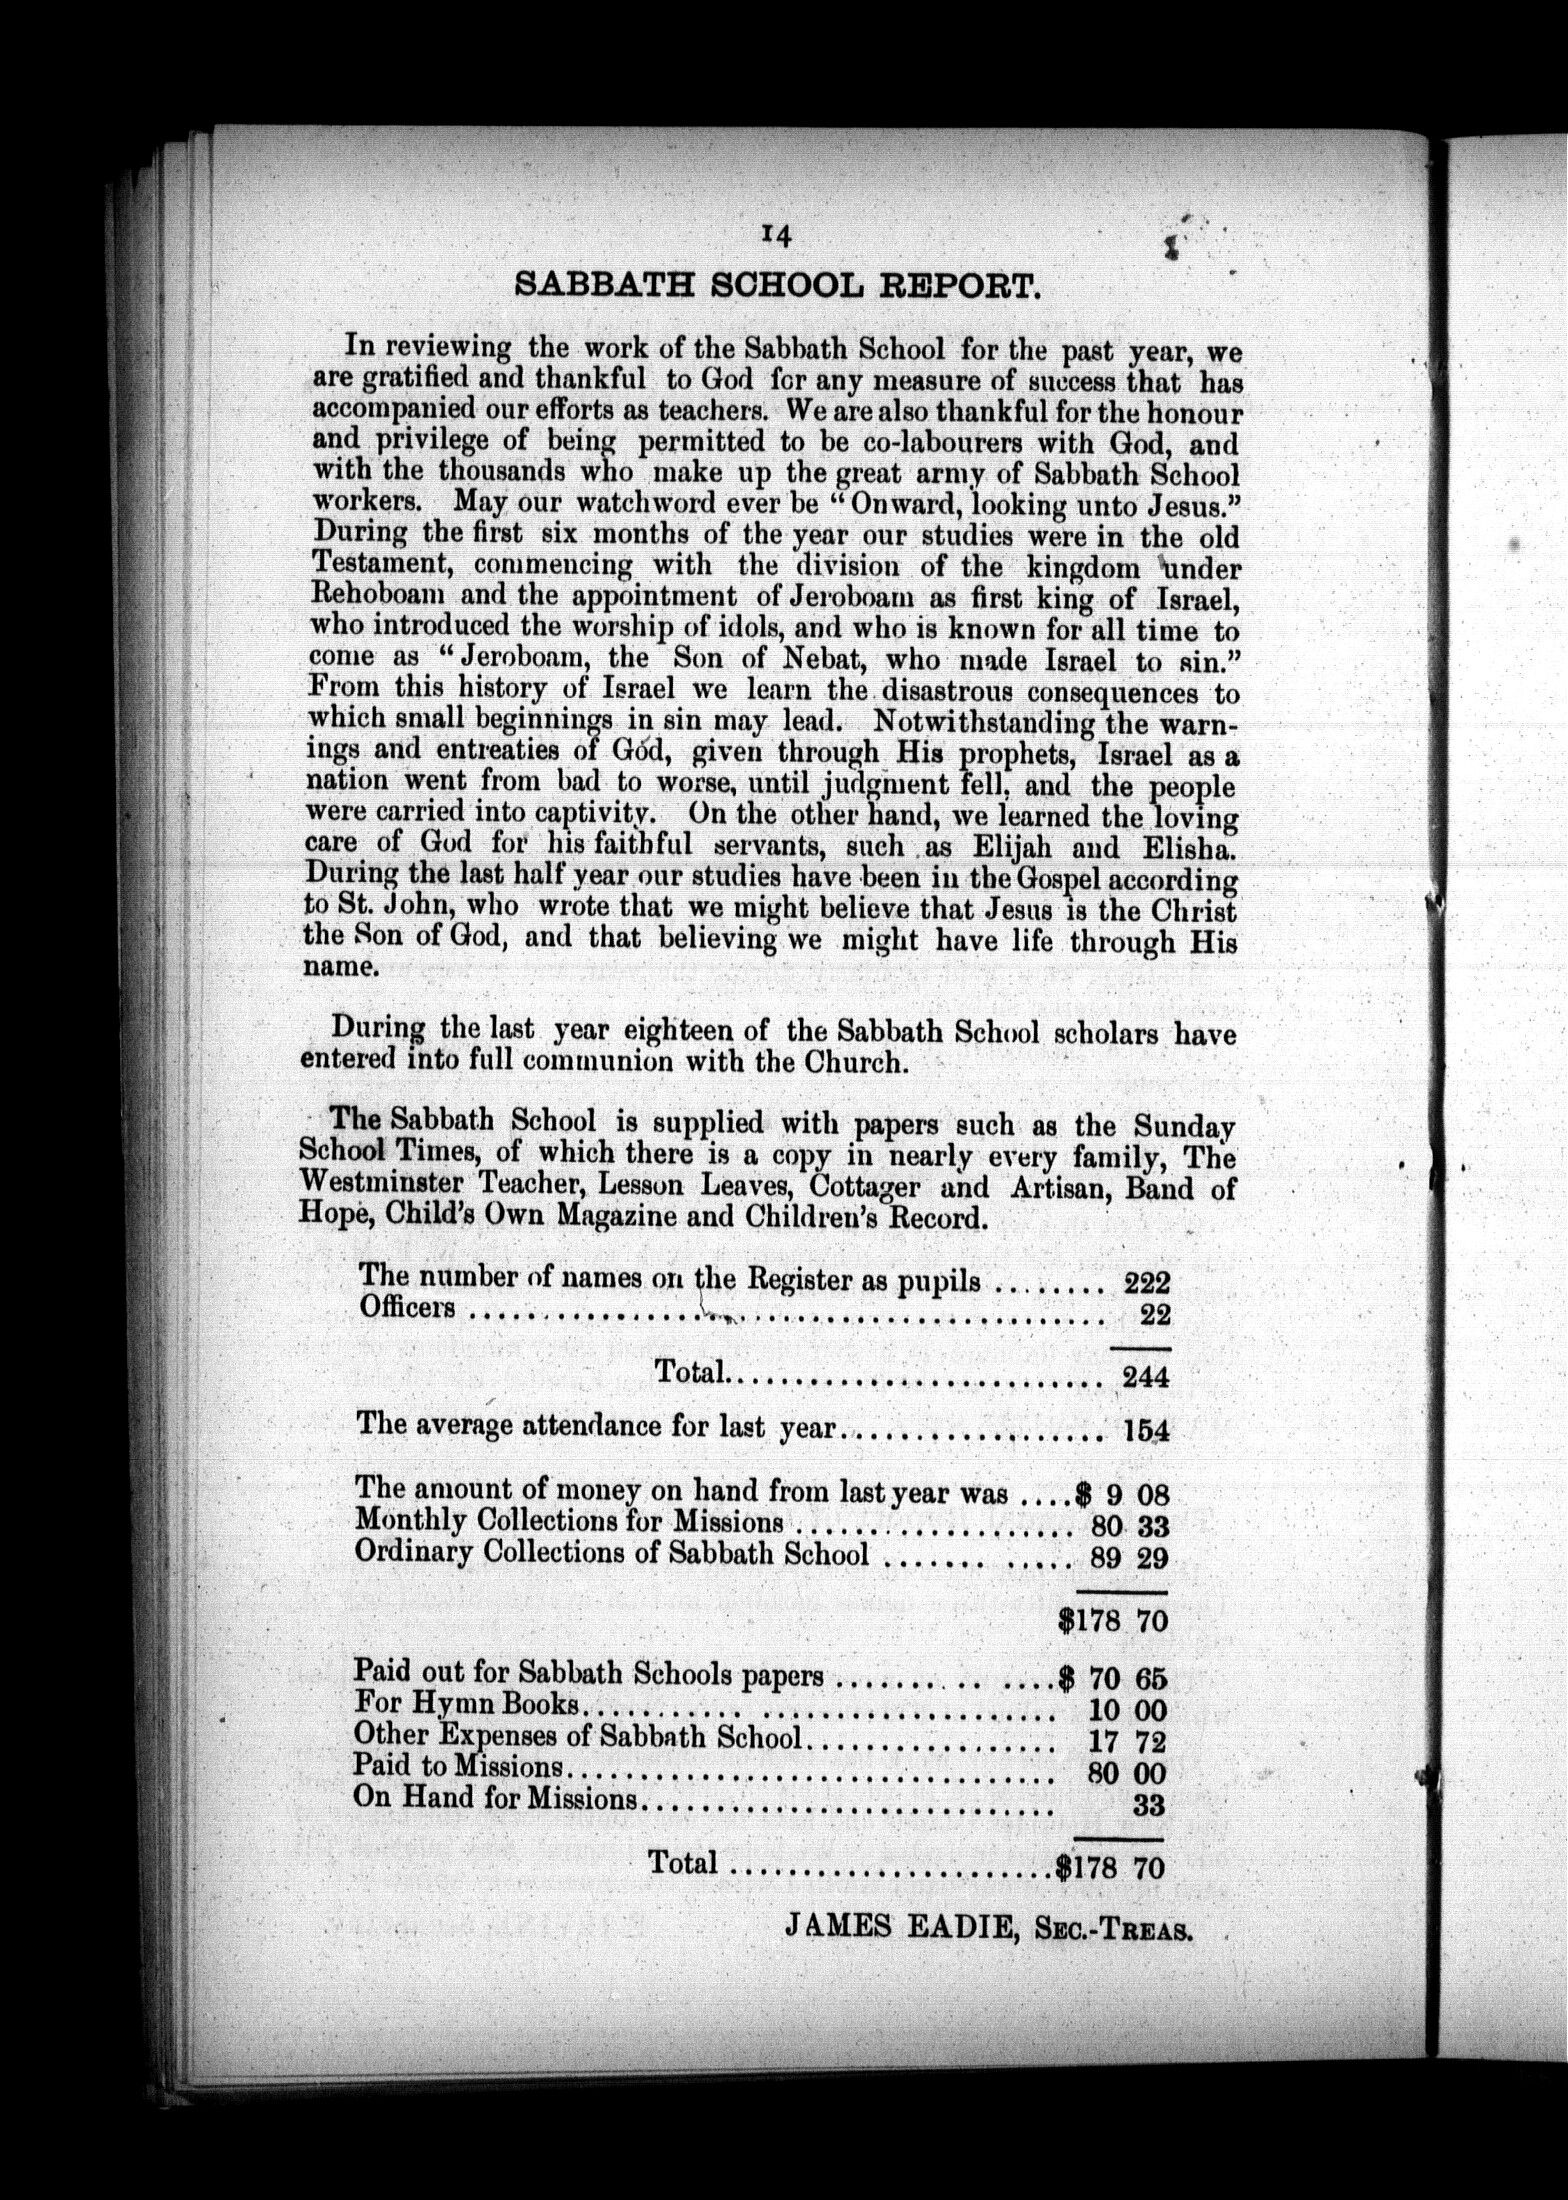 14
SABBATH SCHOOL REPORT.
In reviewing the work of the Sabbath School for the past year, we
are gratified and thankful to God for any measure of success that has
accompanied our efforts as teachers. We are also thankful for the honour
and privilege of being permitted to be co-labourers with God, and
with the thousands who make up the great army of Sabbath School
workers. May our watchword ever be “Onward, looking unto Jesus.”
During the first six months of the year our studies were in the old
Testament, commencing with the division of the kingdom under
Rehoboam and the appointment of Jeroboam as first king of Israel,
who introduced the worship of idols, and who is known for all time to
come as “Jeroboam, the Son of Nebat, who made Israel to sin.”
From this history of Israel we learn the disastrous consequences to
which small beginnings in sin may lead. Notwithstanding the warn-
ings and entreaties of God, given through His prophets, Israel as a
nation went from bad to worse, until judgment fell, and the people
were carried into captivity. On the other hand, we learned the loving
care of God for his faithful servants, such as Elijah and Elisha.
During the last half year our studies have been in the Gospel according
to St. John, who wrote that we might believe that Jesus is the Christ
the Son of God, and that believing we might have life through His
name.
During the last year eighteen of the Sabbath School scholars have
entered into full communion with the Church.
The Sabbath School is supplied with papers such as the Sunday
School Times, of which there is a copy in nearly every family, The
Westminster Teacher, Lesson Leaves, Cottager and Artisan, Band of
Hope, Child's Own Magazine and Children's Record.
The number of names on the Register as pupils ........ 222
Officers ........................................... 22
Total.......................... 244
The average attendance for last year.................. 154
The amount of money on hand from last year was ....$ 9 08
Monthly Collections for Missions ................... 80 33
Ordinary Collections of Sabbath School ....... ..... 89 29
$178 70
Paid out for Sabbath Schools papers ........ .. ....$ 70 65
For Hymn Books........... .................... 10 00
Other Expenses of Sabbath School................. 17 72
Paid to Missions................................. 80 00
On Hand for Missions............................ 33
Total ......................$178 70
JAMES EADIE, SEC.-TREAS.